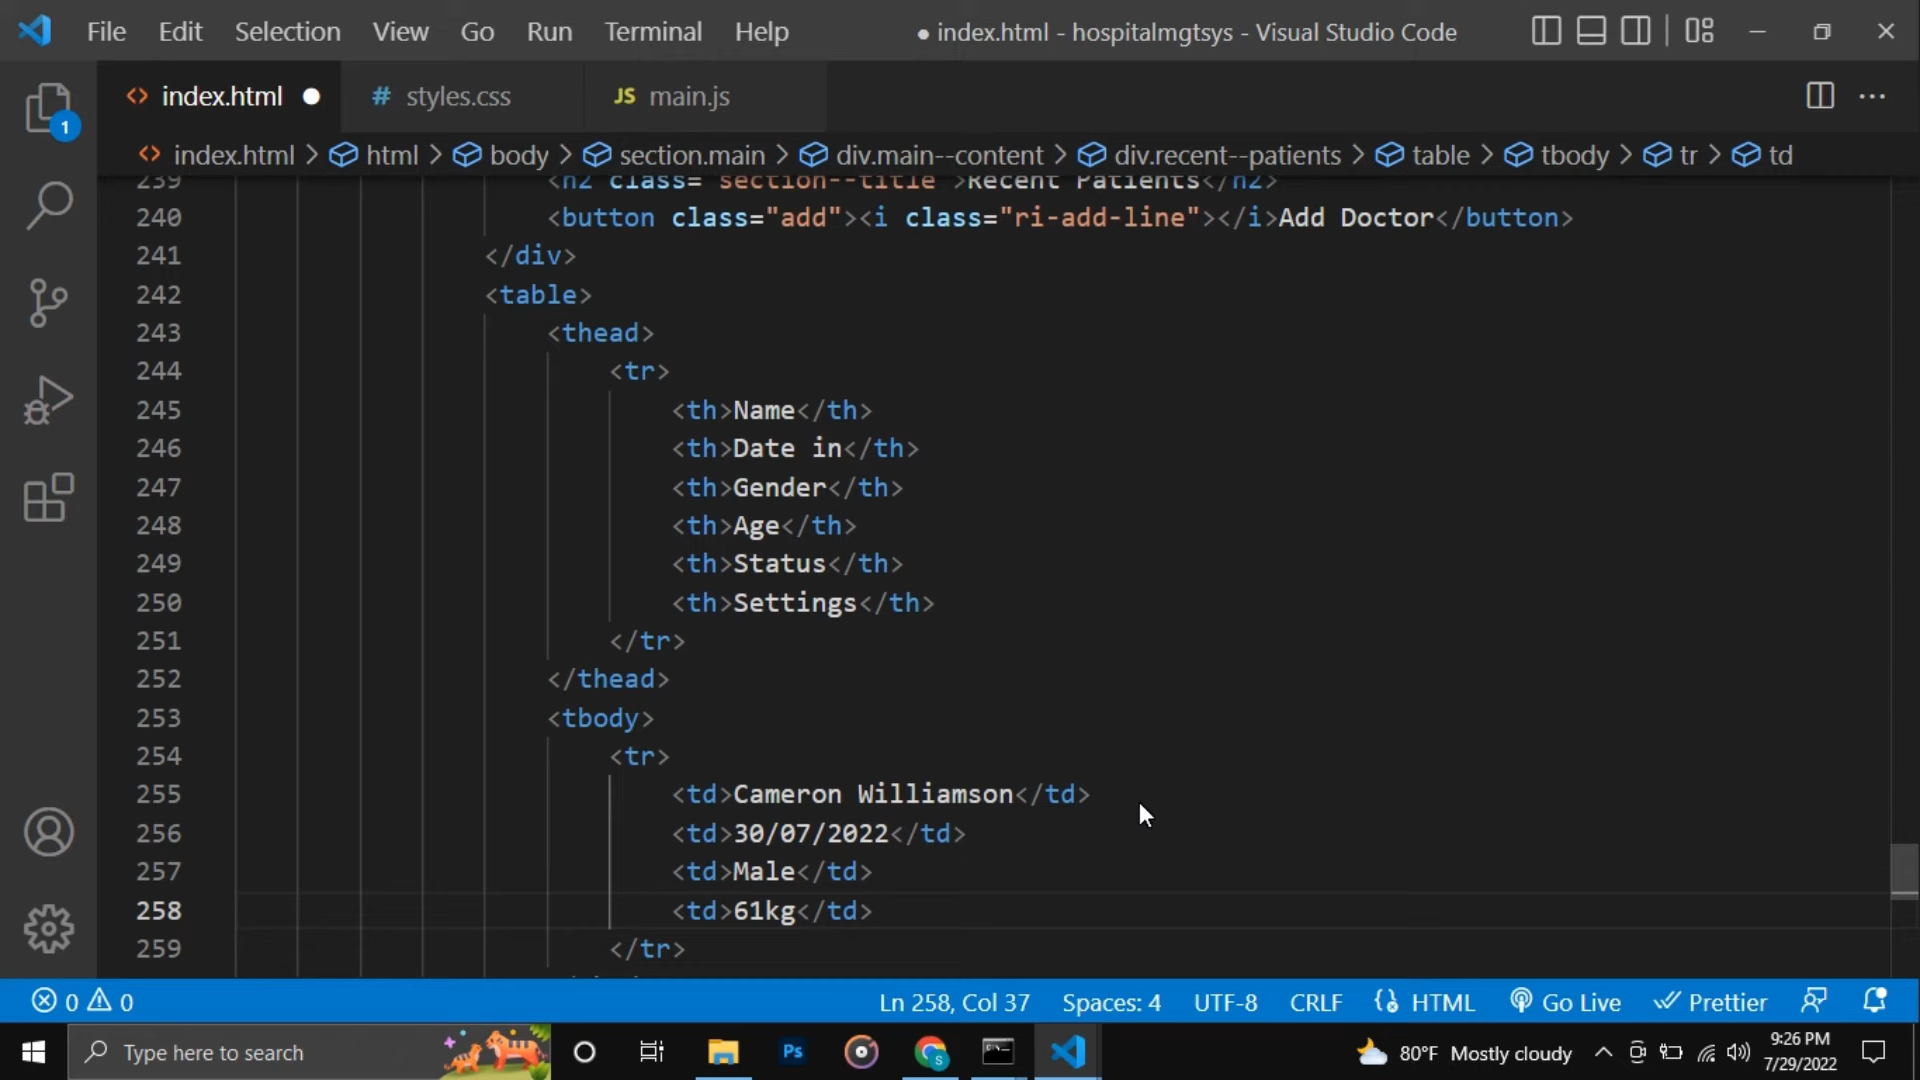 File Edit Selection View Go Run Terminal Help ● index.html - hospitalmgtsys - Visual Studio Code
index.html # styles.css JS main.js
1
index.html > html > body > section.main > div.main--content > div.recent--patients > table > tbody > tr > td
239 <h2 class="section--title">Recent Patients</h2>
240 <button class="add"><i class="ri-add-line"></i>Add Doctor</button>
241 </div>
242 <table>
243 <thead>
244 <tr>
245 <th>Name</th>
246 <th>Date in</th>
247 <th>Gender</th>
248 <th>Age</th>
249 <th>Status</th>
250 <th>Settings</th>
251 </tr>
252 </thead>
253 <tbody>
254 <tr>
255 <td>Cameron Williamson</td>
256 <td>30/07/2022</td>
257 <td>Male</td>
258 <td>61kg</td>
259 </tr>
0 0 Ln 258, Col 37 Spaces: 4 UTF-8 CRLF HTML Go Live Prettier
Type here to search Ps S 80°F Mostly cloudy 9:26 PM
7/29/2022